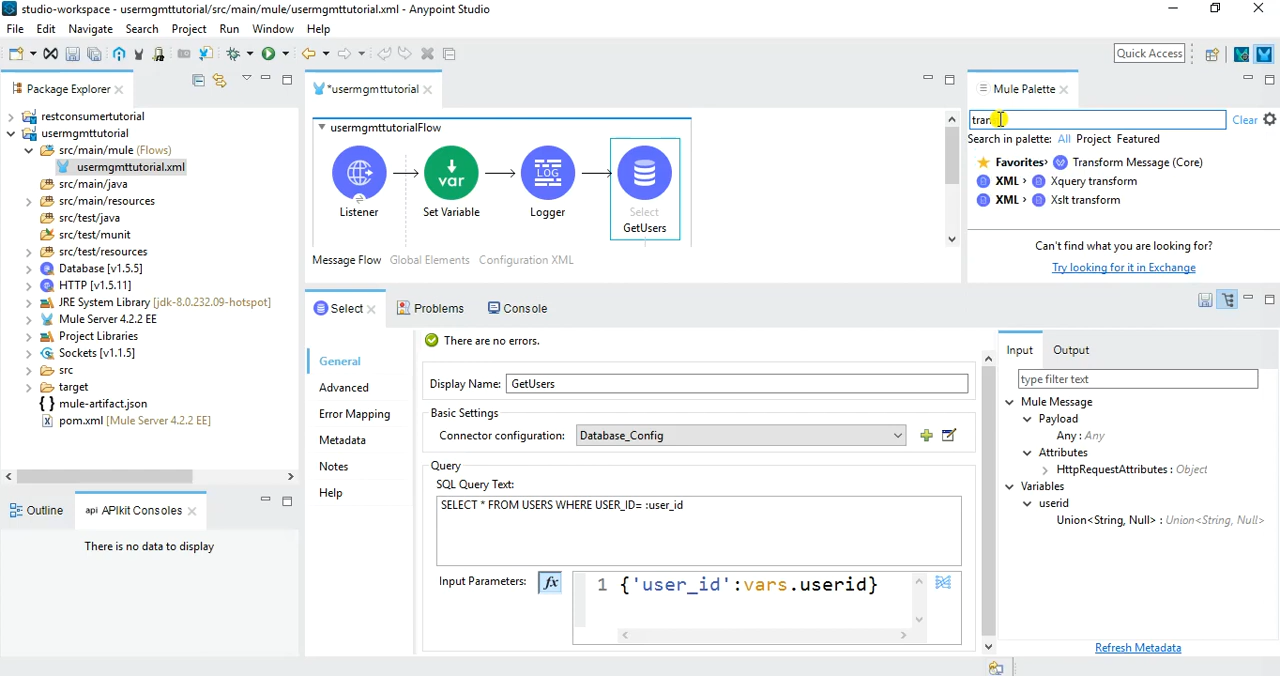 studio-workspace - usermgmttutorial/src/main/mule/usermgmttutorial.xml - Anypoint Studio
File Edit Navigate Search Project Run Window Help
Quick Access
Package Explorer
restconsumertutorial
usermgmttutorial
src/main/mule (Flows)
usermgmttutorial.xml
src/main/java
src/main/resources
src/test/java
src/test/munit
src/test/resources
Database [v1.5.5]
HTTP [v1.5.11]
JRE System Library [jdk-8.0.232.09-hotspot]
Mule Server 4.2.2 EE
Project Libraries
Sockets [v1.1.5]
src
target
mule-artifact.json
pom.xml [Mule Server 4.2.2 EE]
Outline
api APIkit Consoles
There is no data to display
*usermgmttutorial
usermgmttutorialFlow
var
LOG
Listener
Set Variable
Logger
Select
GetUsers
Message Flow Global Elements Configuration XML
Mule Palette
tran
Clear
Search in palette: All Project Featured
Favorites› Transform Message (Core)
XML › Xquery transform
XML › Xslt transform
Can't find what you are looking for?
Try looking for it in Exchange
Select
Problems
Console
General
Advanced
Error Mapping
Metadata
Notes
Help
There are no errors.
Display Name: GetUsers
Basic Settings
Connector configuration: Database_Config
Query
SQL Query Text:
SELECT * FROM USERS WHERE USER_ID= :user_id
Input Parameters: fx 1 {'user_id':vars.userid}
Input Output
type filter text
Mule Message
Payload
Any : Any
Attributes
HttpRequestAttributes : Object
Variables
userid
Union<String, Null> : Union<String, Null>
Refresh Metadata